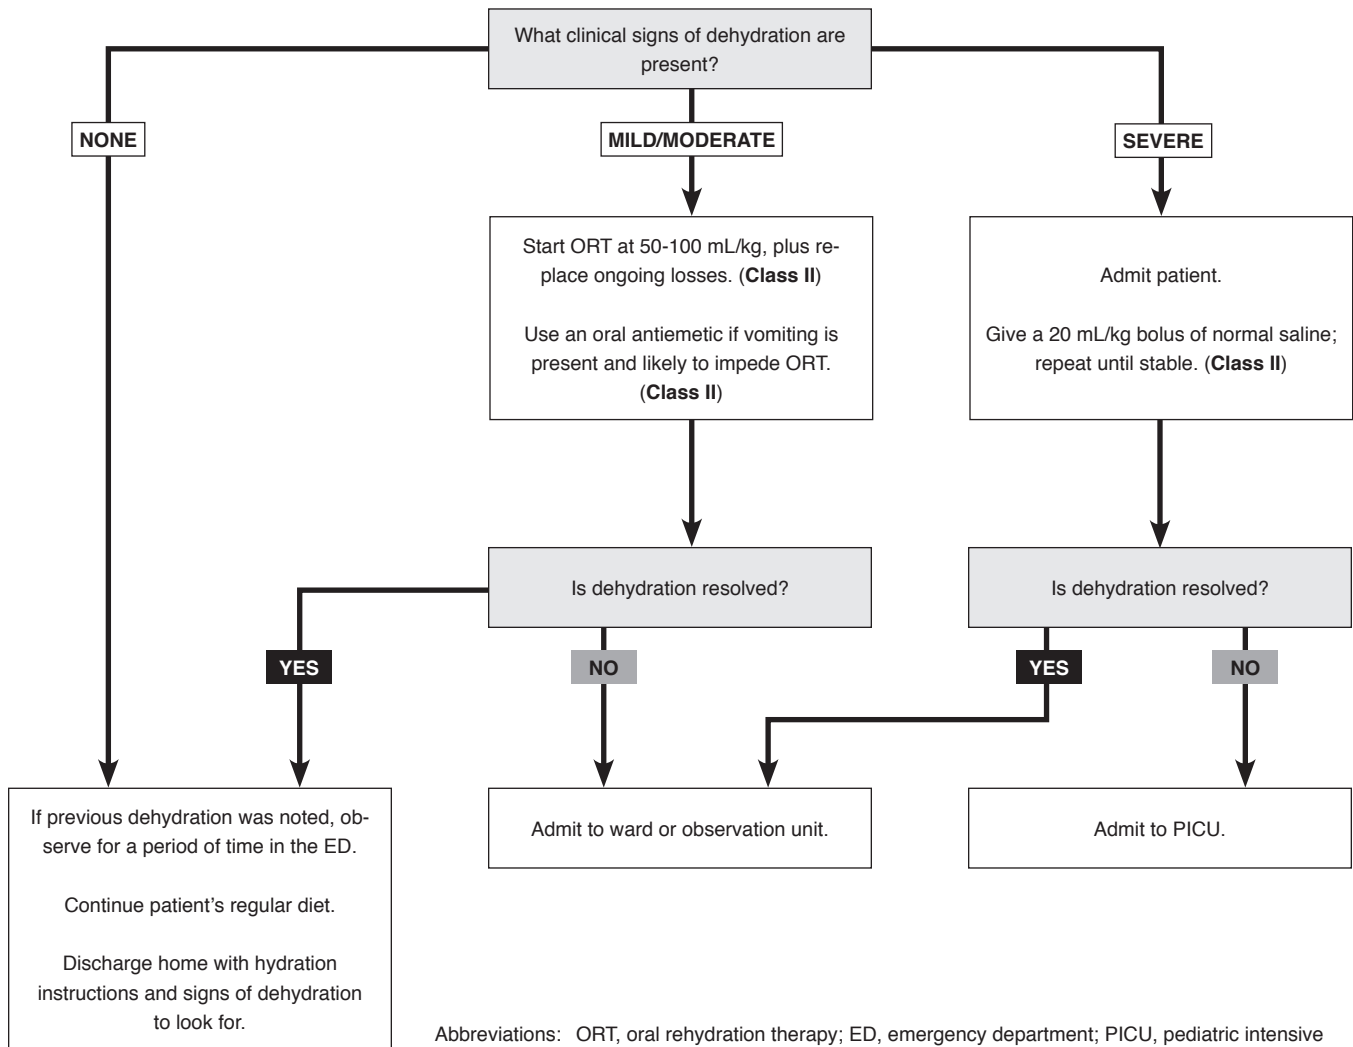 What clinical signs of dehydration are
present?
NONE
MILD/MODERATE
SEVERE
Start ORT at 50-100 mL/kg, plus re-
place ongoing losses. (Class II)
Use an oral antiemetic if vomiting is
present and likely to impede ORT.
(Class II)
Admit patient.
Give a 20 mL/kg bolus of normal saline;
repeat until stable. (Class II)
Is dehydration resolved?
Is dehydration resolved?
YES
NO
YES
NO
If previous dehydration was noted, ob-
serve for a period of time in the ED.
Continue patient’s regular diet.
Discharge home with hydration
instructions and signs of dehydration
to look for.
Admit to ward or observation unit.
Admit to PICU.
Abbreviations: ORT, oral rehydration therapy; ED, emergency department; PICU, pediatric intensive